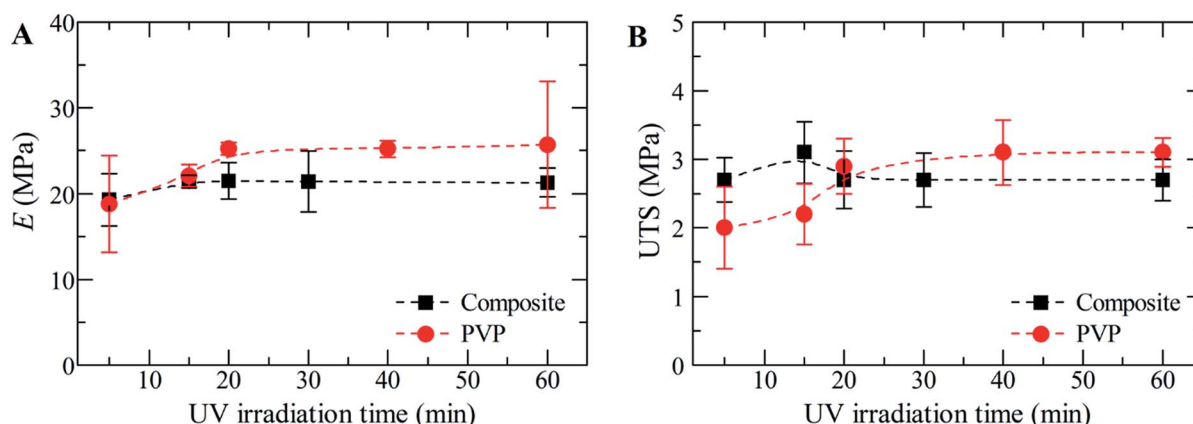 A
E (MPa)
40
30
20
10
0
10 20 30 40 50 60
UV irradiation time (min)
Composite
PVP
B
UTS (MPa)
5
4
3
2
1
0
10 20 30 40 50 60
UV irradiation time (min)
Composite
PVP